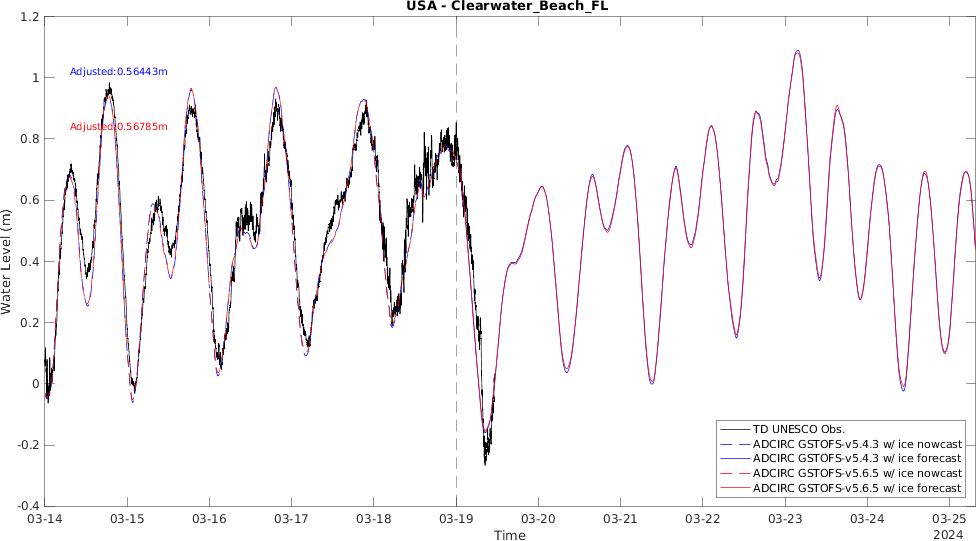 USA - Clearwater_Beach_FL
1.2
1
0.8
0.6
0.4
0.2
0
-0.2
-0.4
Water Level (m)
Adjusted:0.56443m
Adjusted:0.56785m
TD UNESCO Obs.
ADCIRC GSTOFS-v5.4.3 w/ ice nowcast
ADCIRC GSTOFS-v5.4.3 w/ ice forecast
ADCIRC GSTOFS-v5.6.5 w/ ice nowcast
ADCIRC GSTOFS-v5.6.5 w/ ice forecast
03-14 03-15 03-16 03-17 03-18 03-19 03-20 03-21 03-22 03-23 03-24 03-25
2024
Time